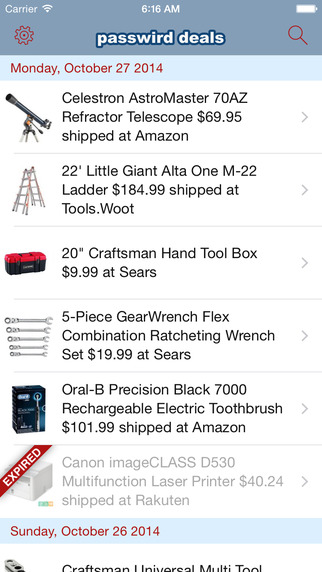 Carrier 6:16 AM
passwird deals
Monday, October 27 2014
Celestron AstroMaster 70AZ
Refractor Telescope $69.95
shipped at Amazon
22' Little Giant Alta One M-22
Ladder $184.99 shipped at
Tools.Woot
20" Craftsman Hand Tool Box
$9.99 at Sears
5-Piece GearWrench Flex
Combination Ratcheting Wrench
Set $19.99 at Sears
Oral-B Precision Black 7000
Rechargeable Electric Toothbrush
$101.99 shipped at Amazon
EXPIRED
Canon imageCLASS D530
Multifunction Laser Printer $40.24
shipped at Rakuten
Sunday, October 26 2014
Craftsman Universal Multi Tool